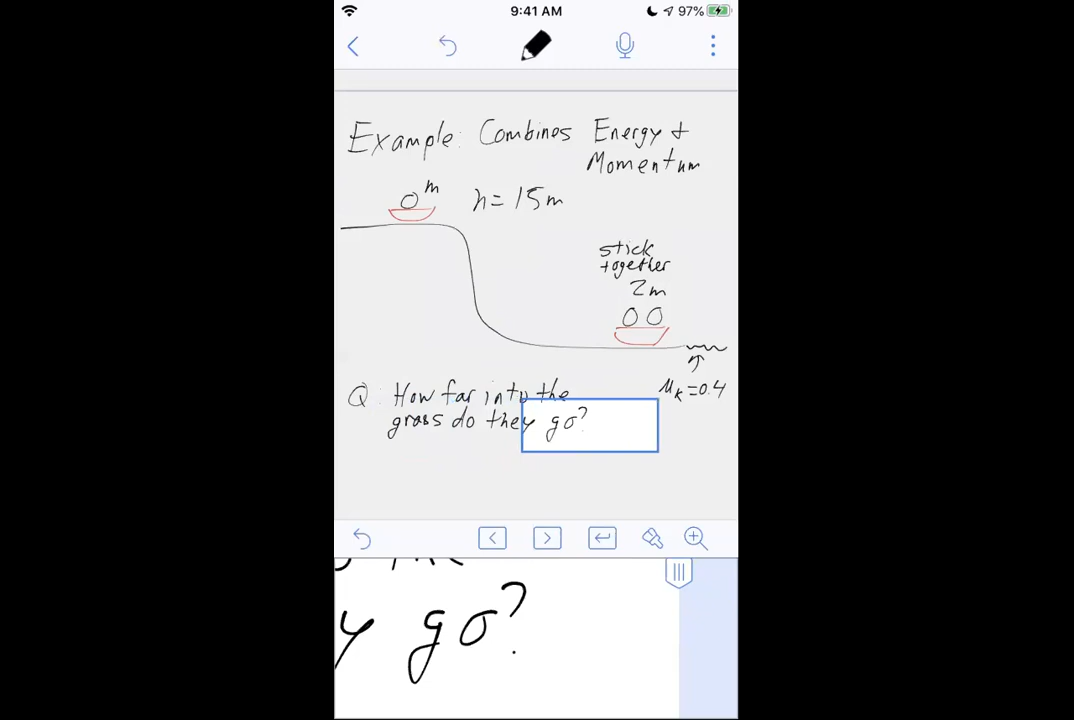 9:41 AM
97%
Example: Combines Energy &
Momentum
m
h = 15m
stick
together
2m
μk = 0.4
Q: How far into the
grass do they go?
y go?